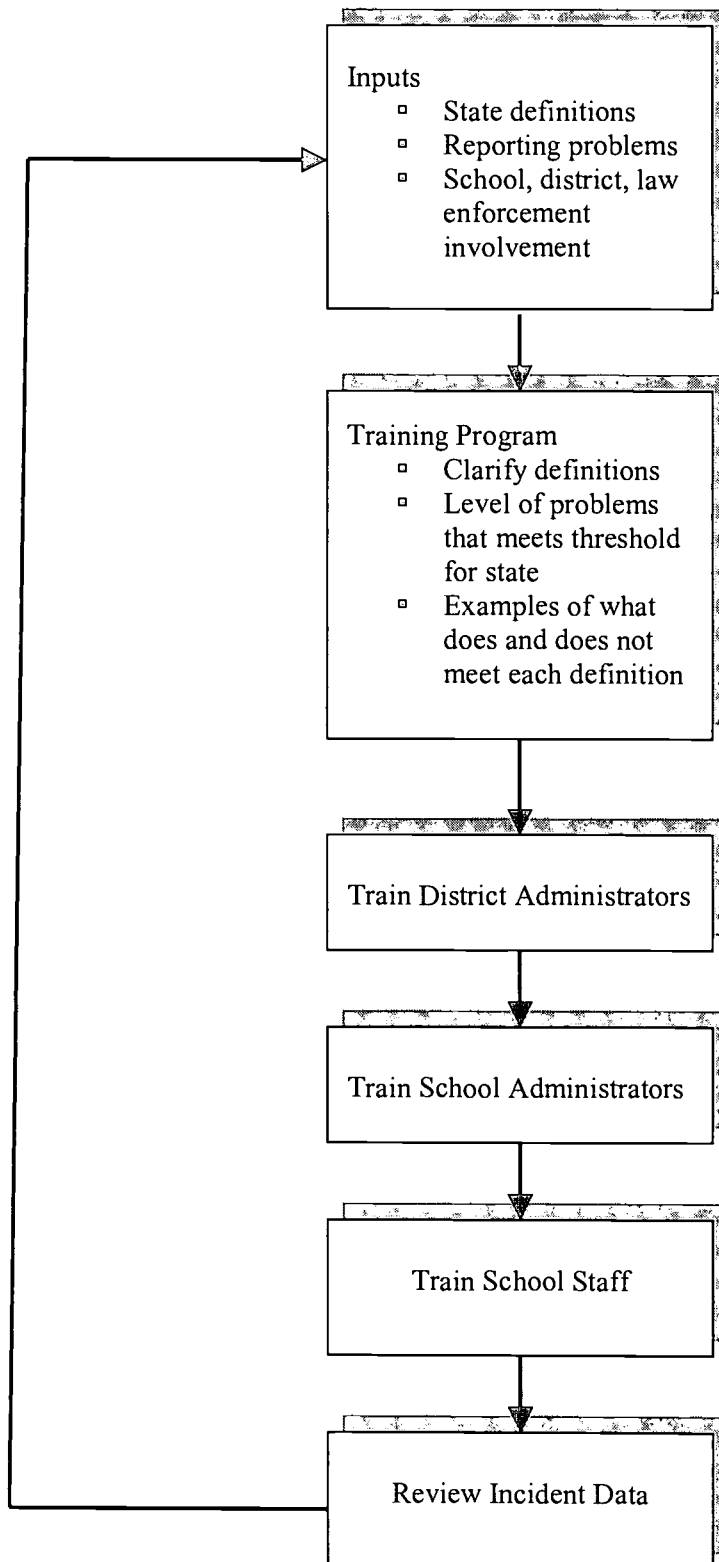 Inputs
▫ State definitions
▫ Reporting problems
▫ School, district, law
enforcement
involvement
Training Program
▫ Clarify definitions
▫ Level of problems
that meets threshold
for state
▫ Examples of what
does and does not
meet each definition
Train District Administrators
Train School Administrators
Train School Staff
Review Incident Data